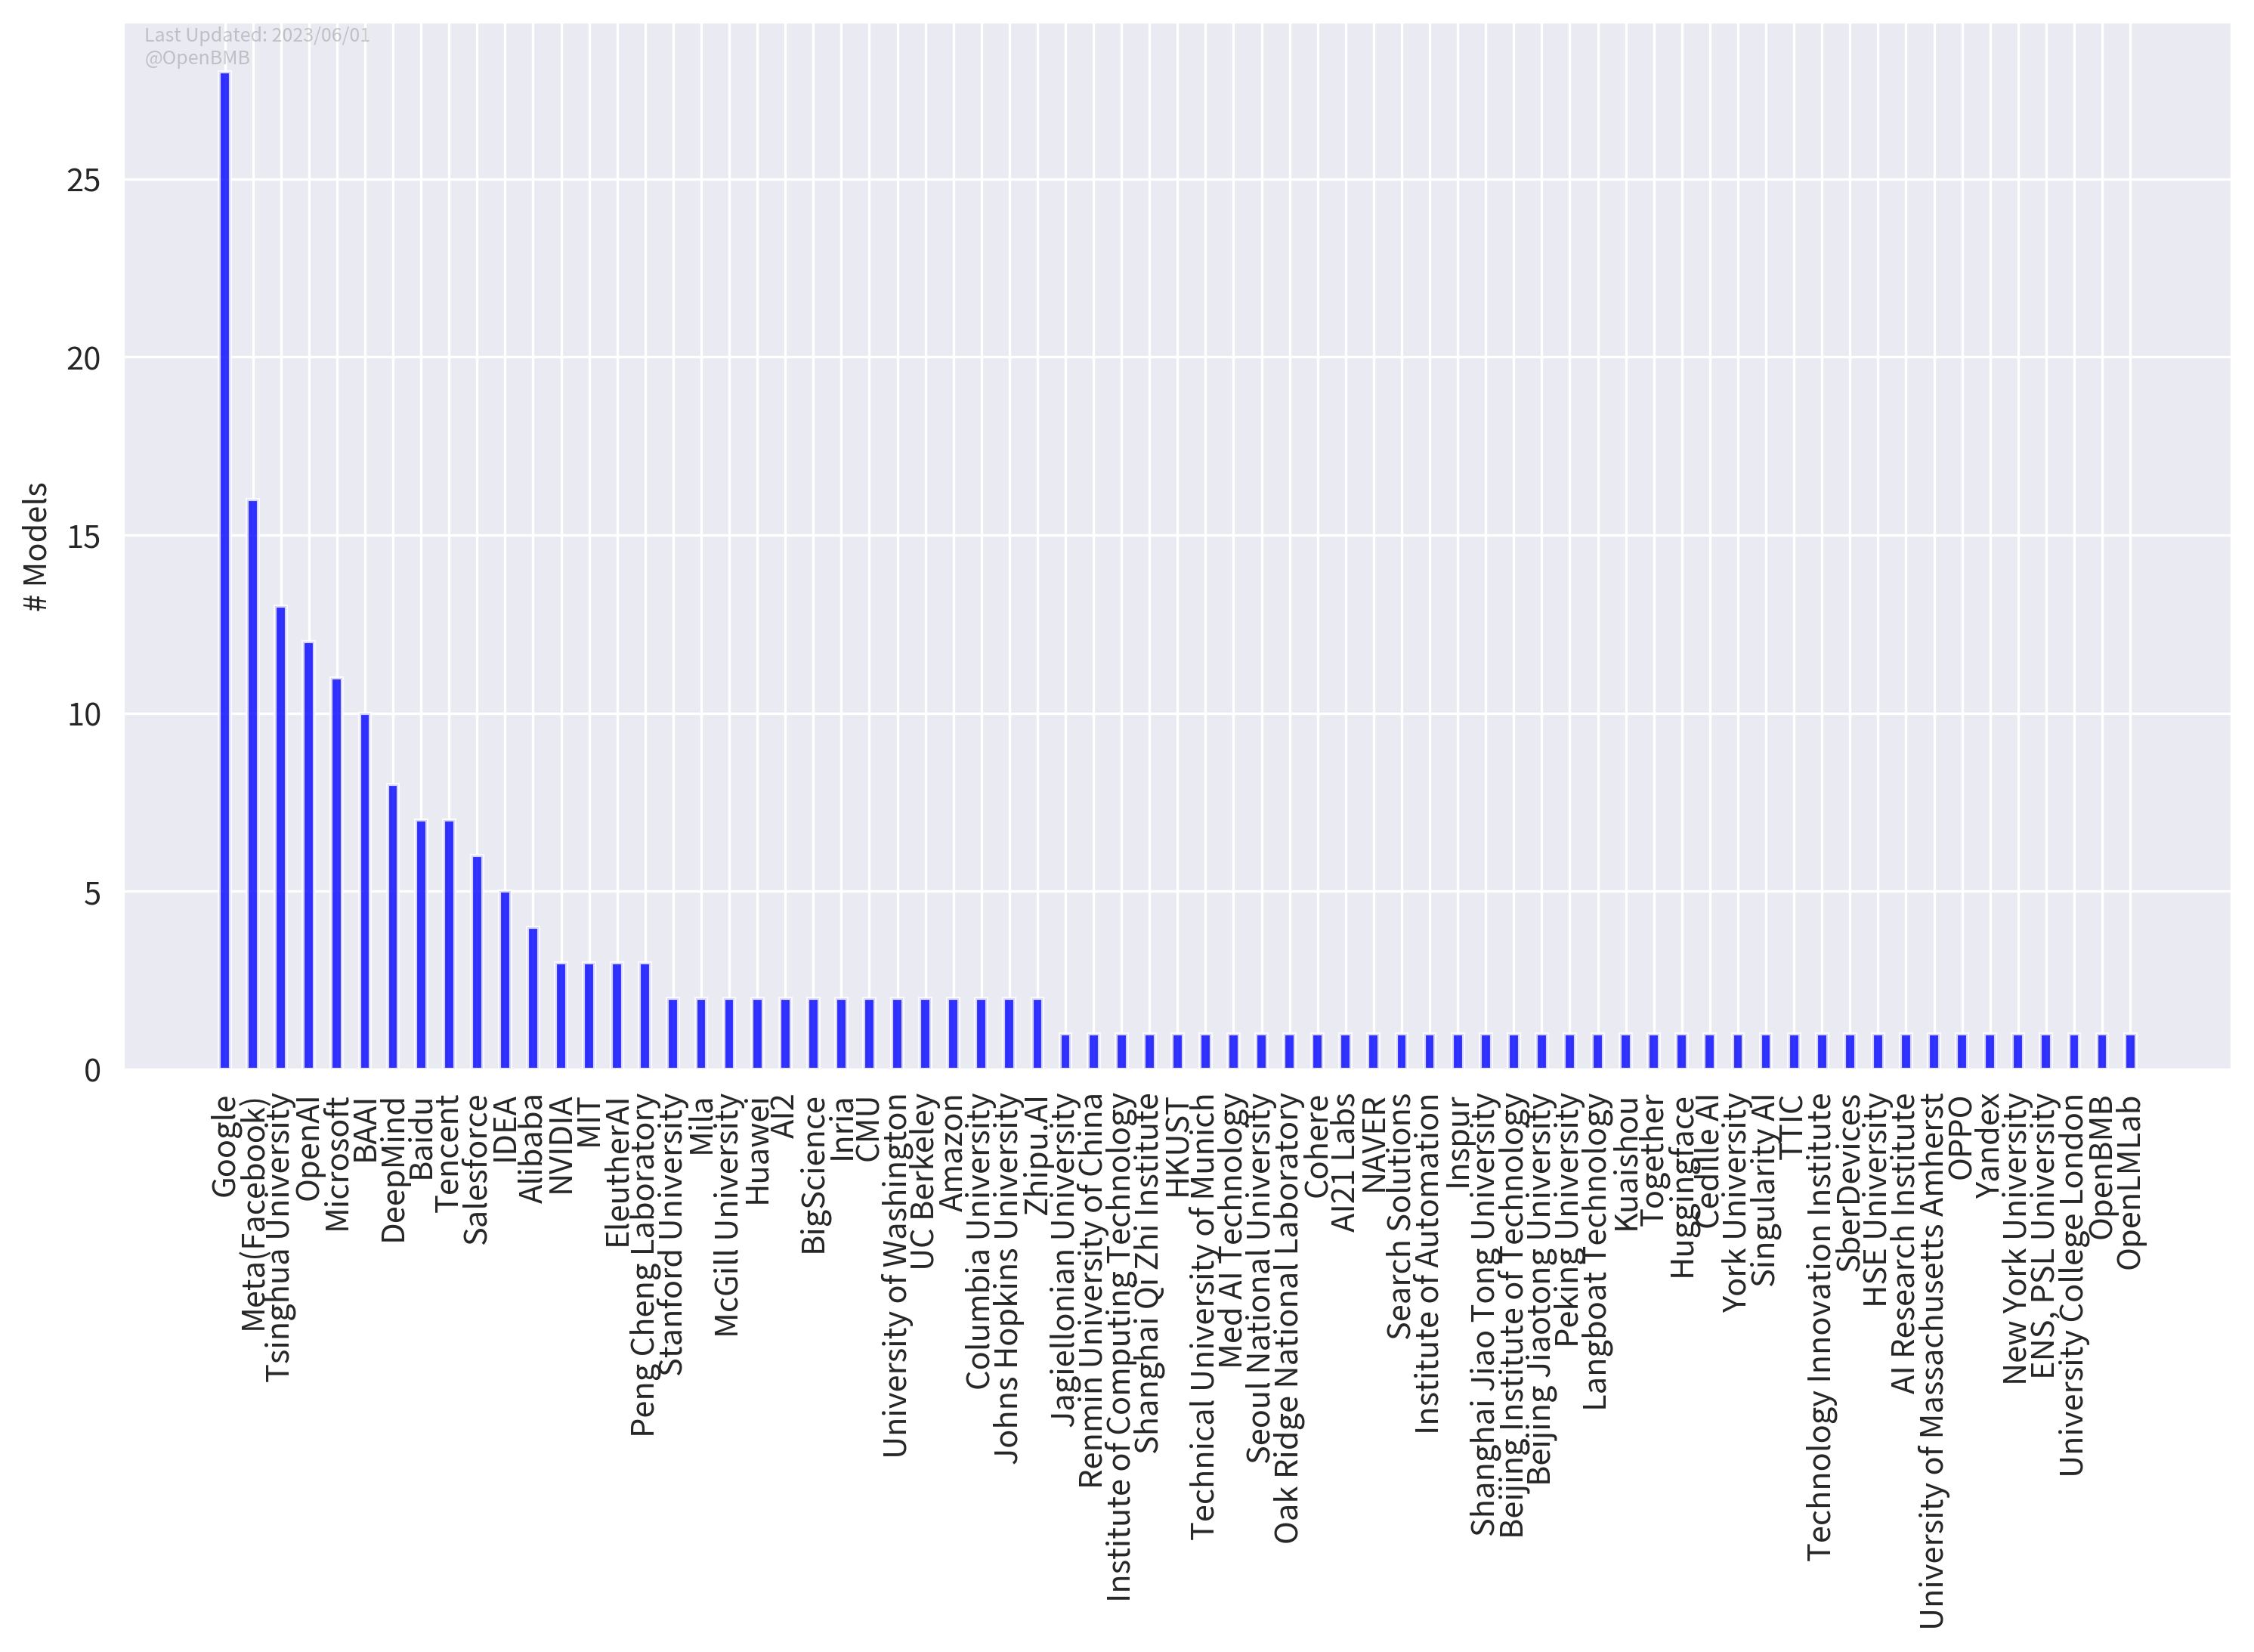 Last Updated: 2023/06/01
@OpenBMB
# Models
25
20
15
10
5
0
Google
Meta(Facebook)
Tsinghua University
OpenAI
Microsoft
BAAI
DeepMind
Baidu
Tencent
Salesforce
IDEA
Alibaba
NVIDIA
MIT
EleutherAI
Peng Cheng Laboratory
Stanford University
Mila
McGill University
Huawei
AI2
BigScience
Inria
CMU
University of Washington
UC Berkeley
Amazon
Columbia University
Johns Hopkins University
Zhipu.AI
Jagiellonian University
Renmin University of China
Institute of Computing Technology
Shanghai Qi Zhi Institute
HKUST
Technical University of Munich
Med AI Technology
Seoul National University
Oak Ridge National Laboratory
Cohere
AI21 Labs
NAVER
Search Solutions
Institute of Automation
Inspur
Shanghai Jiao Tong University
Beijing Institute of Technology
Beijing Jiaotong University
Peking University
Langboat Technology
Kuaishou
Together
Huggingface
Cedille AI
York University
Singularity AI
TTIC
Technology Innovation Institute
SberDevices
HSE University
AI Research Institute
University of Massachusetts Amherst
OPPO
Yandex
New York University
ENS, PSL University
University College London
OpenBMB
OpenLMLab